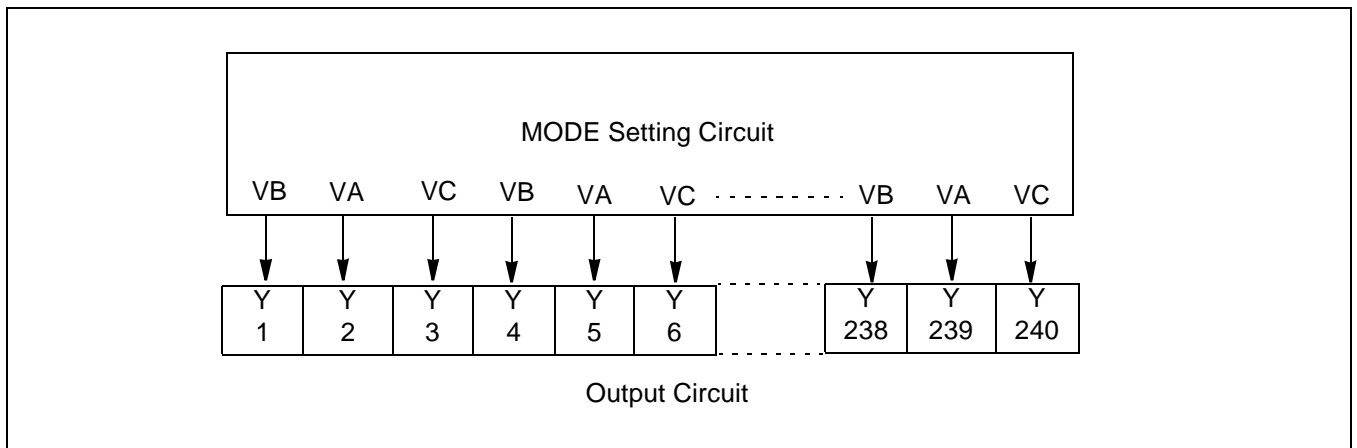 MODE Setting Circuit
VB VA VC VB VA VC VB VA VC
Y Y Y Y Y Y Y Y Y
1 2 3 4 5 6 238 239 240
Output Circuit